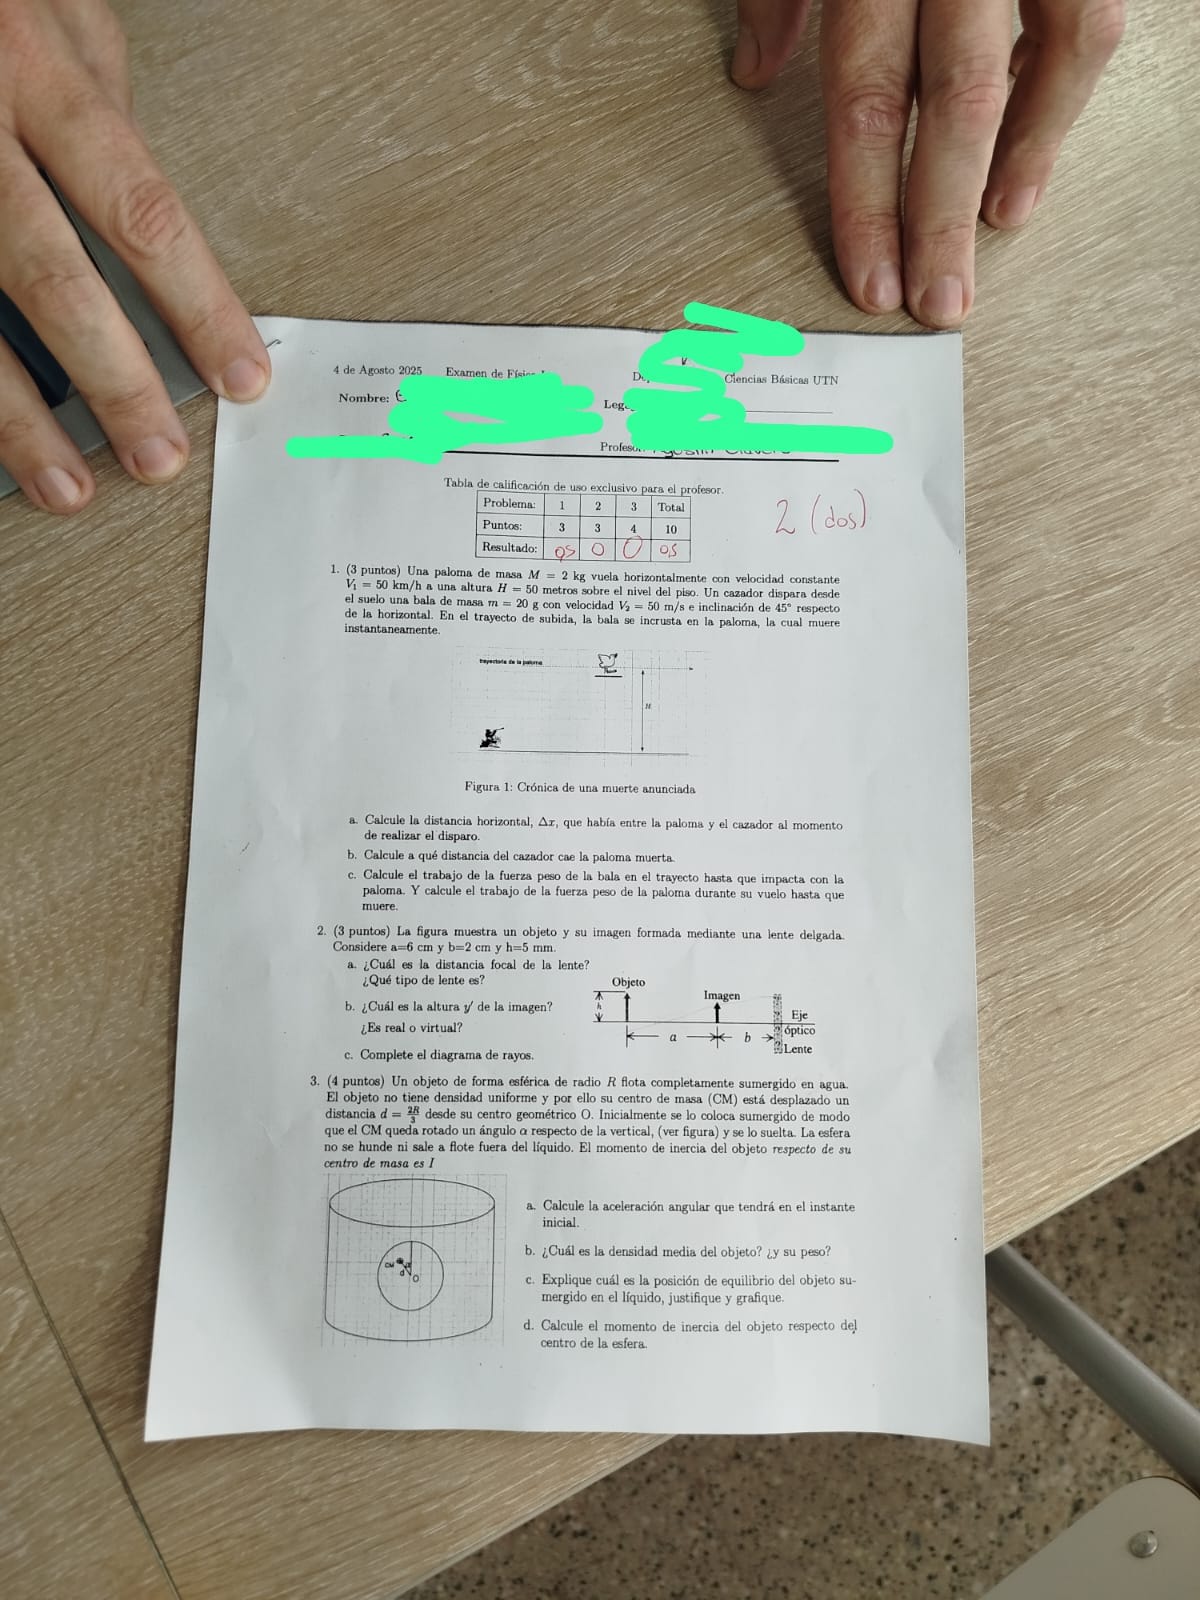 4 de Agosto 2025 Examen de Ciencias Básicas UTN
Nombre:
Tabla de calificación de uso exclusivo para el profesor.
Problema: 1 2 3 Total
Puntos: 3 3 4 10
Resultado: 0,5 0 0 0,5
2 (dos)
1. (3 puntos) Una paloma de masa M = 2 kg vuela horizontalmente con velocidad constante
V₁ = 50 km/h a una altura H = 50 metros sobre el nivel del piso. Un cazador dispara desde
el suelo una bala de masa m = 20 g con velocidad V₂ = 50 m/s e inclinación de 45° respecto
de la horizontal. En el trayecto de subida, la bala se incrusta en la paloma, la cual muere
instantaneamente.
trayectoria de la paloma
H
Figura 1: Crónica de una muerte anunciada
a. Calcule la distancia horizontal, Δx, que había entre la paloma y el cazador al momento
de realizar el disparo.
b. Calcule a qué distancia del cazador cae la paloma muerta.
c. Calcule el trabajo de la fuerza peso de la bala en el trayecto hasta que impacta con la
paloma. Y calcule el trabajo de la fuerza peso de la paloma durante su vuelo hasta que
muere.
2. (3 puntos) La figura muestra un objeto y su imagen formada mediante una lente delgada.
Considere a=6 cm y b=2 cm y h=5 mm.
a. ¿Cuál es la distancia focal de la lente?
¿Qué tipo de lente es?
b. ¿Cuál es la altura y′ de la imagen?
¿Es real o virtual?
c. Complete el diagrama de rayos.
Objeto
Imagen
h
Eje
óptico
a b
Lente
3. (4 puntos) Un objeto de forma esférica de radio R flota completamente sumergido en agua.
El objeto no tiene densidad uniforme y por ello su centro de masa (CM) está desplazado un
distancia d = 2R/3 desde su centro geométrico O. Inicialmente se lo coloca sumergido de modo
que el CM queda rotado un ángulo α respecto de la vertical, (ver figura) y se lo suelta. La esfera
no se hunde ni sale a flote fuera del líquido. El momento de inercia del objeto respecto de su
centro de masa es I
CM
d
O
a. Calcule la aceleración angular que tendrá en el instante
inicial.
b. ¿Cuál es la densidad media del objeto? ¿y su peso?
c. Explique cuál es la posición de equilibrio del objeto su-
mergido en el líquido, justifique y grafique.
d. Calcule el momento de inercia del objeto respecto del
centro de la esfera.